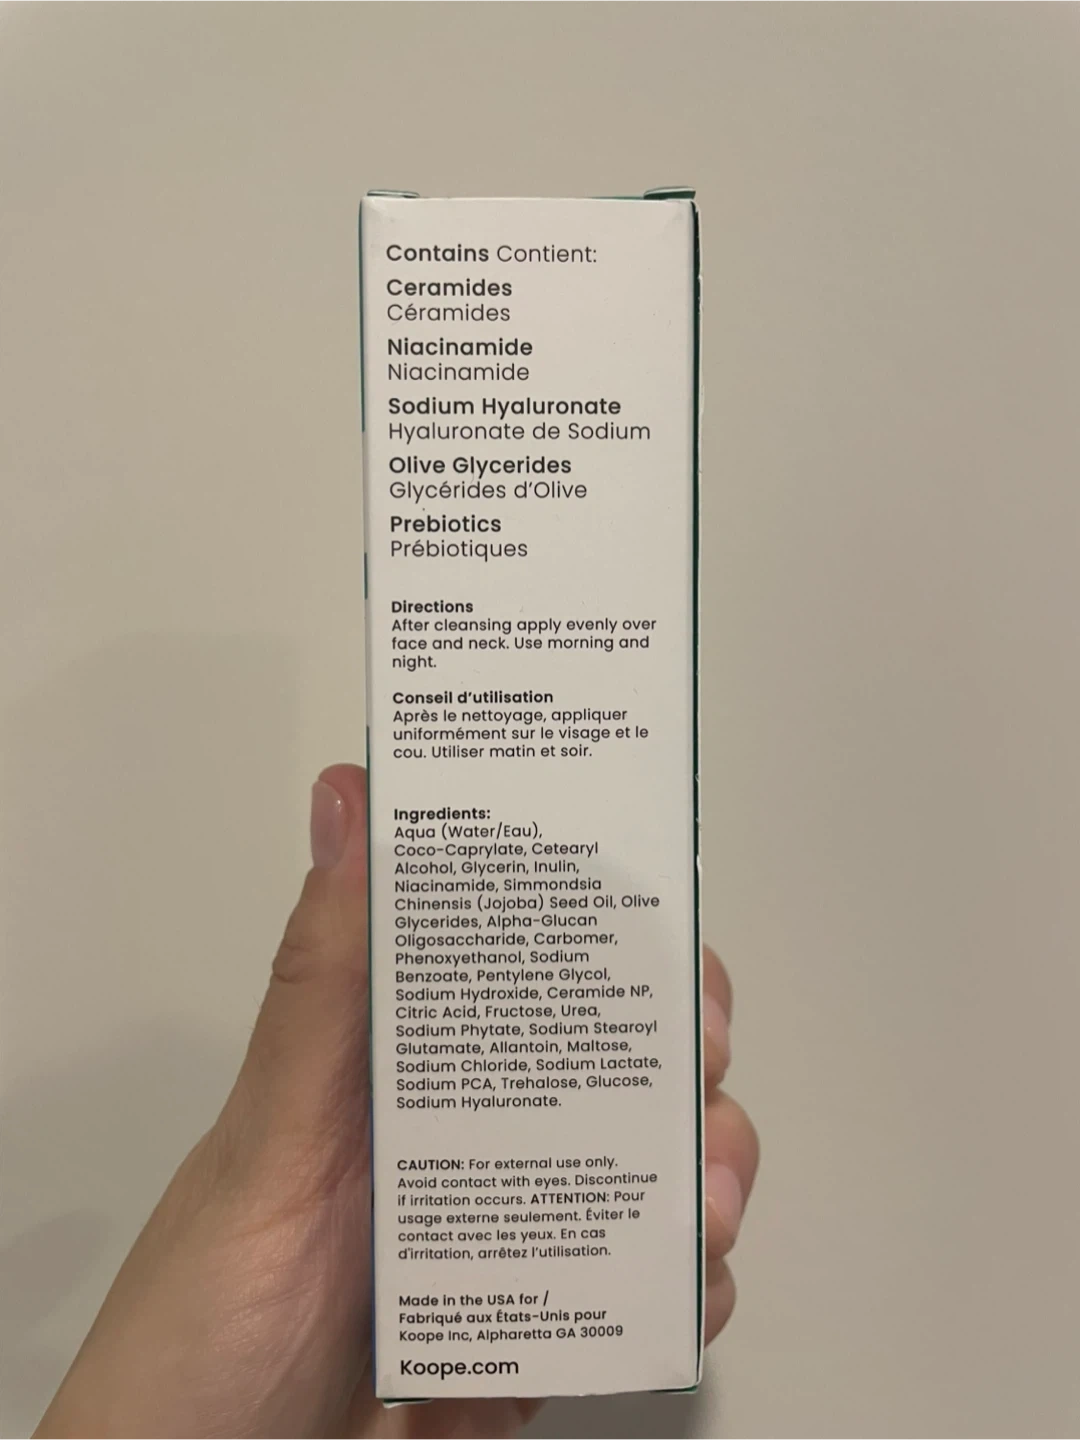 Contains Contient:
Ceramides
Céramides
Niacinamide
Niacinamide
Sodium Hyaluronate
Hyaluronate de Sodium
Olive Glycerides
Glycérides d’Olive
Prebiotics
Prébiotiques
Directions
After cleansing apply evenly over
face and neck. Use morning and
night.
Conseil d’utilisation
Après le nettoyage, appliquer
uniformément sur le visage et le
cou. Utiliser matin et soir.
Ingredients:
Aqua (Water/Eau),
Coco-Caprylate, Cetearyl
Alcohol, Glycerin, Inulin,
Niacinamide, Simmondsia
Chinensis (Jojoba) Seed Oil, Olive
Glycerides, Alpha-Glucan
Oligosaccharide, Carbomer,
Phenoxyethanol, Sodium
Benzoate, Pentylene Glycol,
Sodium Hydroxide, Ceramide NP,
Citric Acid, Fructose, Urea,
Sodium Phytate, Sodium Stearoyl
Glutamate, Allantoin, Maltose,
Sodium Chloride, Sodium Lactate,
Sodium PCA, Trehalose, Glucose,
Sodium Hyaluronate.
CAUTION: For external use only.
Avoid contact with eyes. Discontinue
if irritation occurs. ATTENTION: Pour
usage externe seulement. Éviter le
contact avec les yeux. En cas
d’irritation, arrêtez l’utilisation.
Made in the USA for /
Fabriqué aux États-Unis pour
Koope Inc, Alpharetta GA 30009
Koope.com